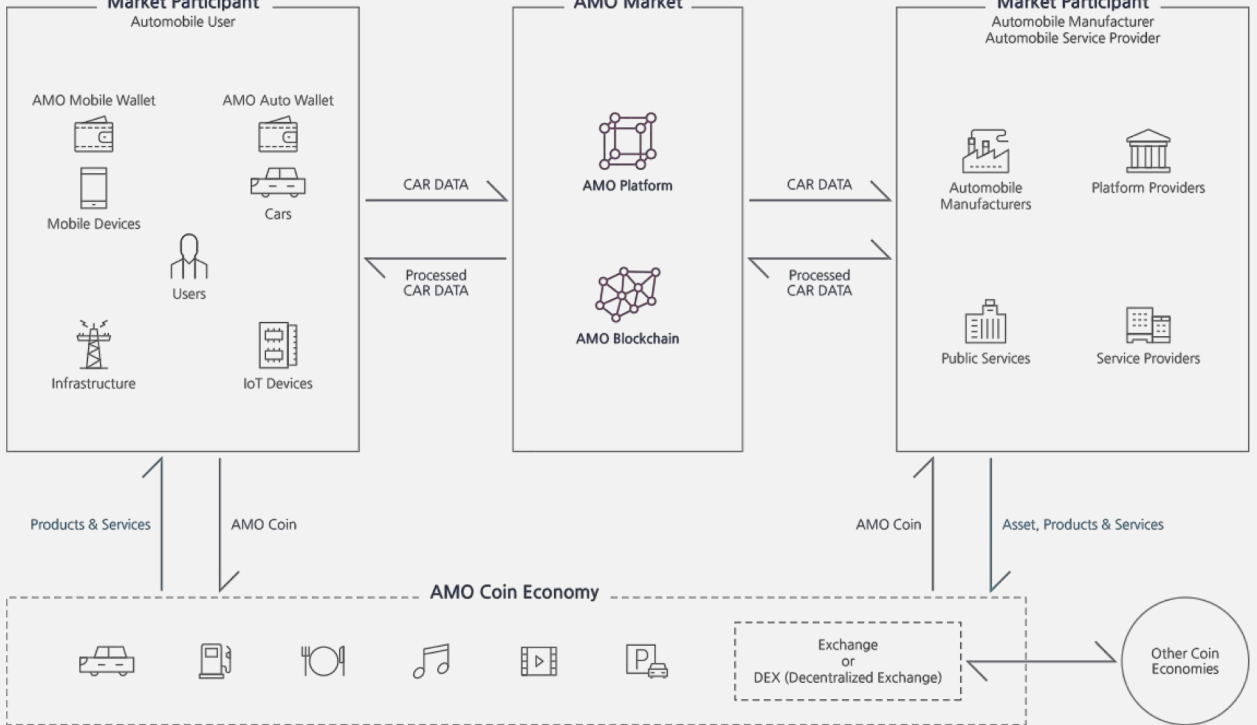 Market Participant
Automobile User
AMO Mobile Wallet
AMO Auto Wallet
Mobile Devices
Cars
Users
Infrastructure
IoT Devices
CAR DATA
Processed
CAR DATA
AMO Market
AMO Platform
AMO Blockchain
CAR DATA
Processed
CAR DATA
Market Participant
Automobile Manufacturer
Automobile Service Provider
Automobile
Manufacturers
Platform Providers
Public Services
Service Providers
Products & Services
AMO Coin
AMO Coin
Asset, Products & Services
AMO Coin Economy
P
Exchange
or
DEX (Decentralized Exchange)
Other Coin
Economies